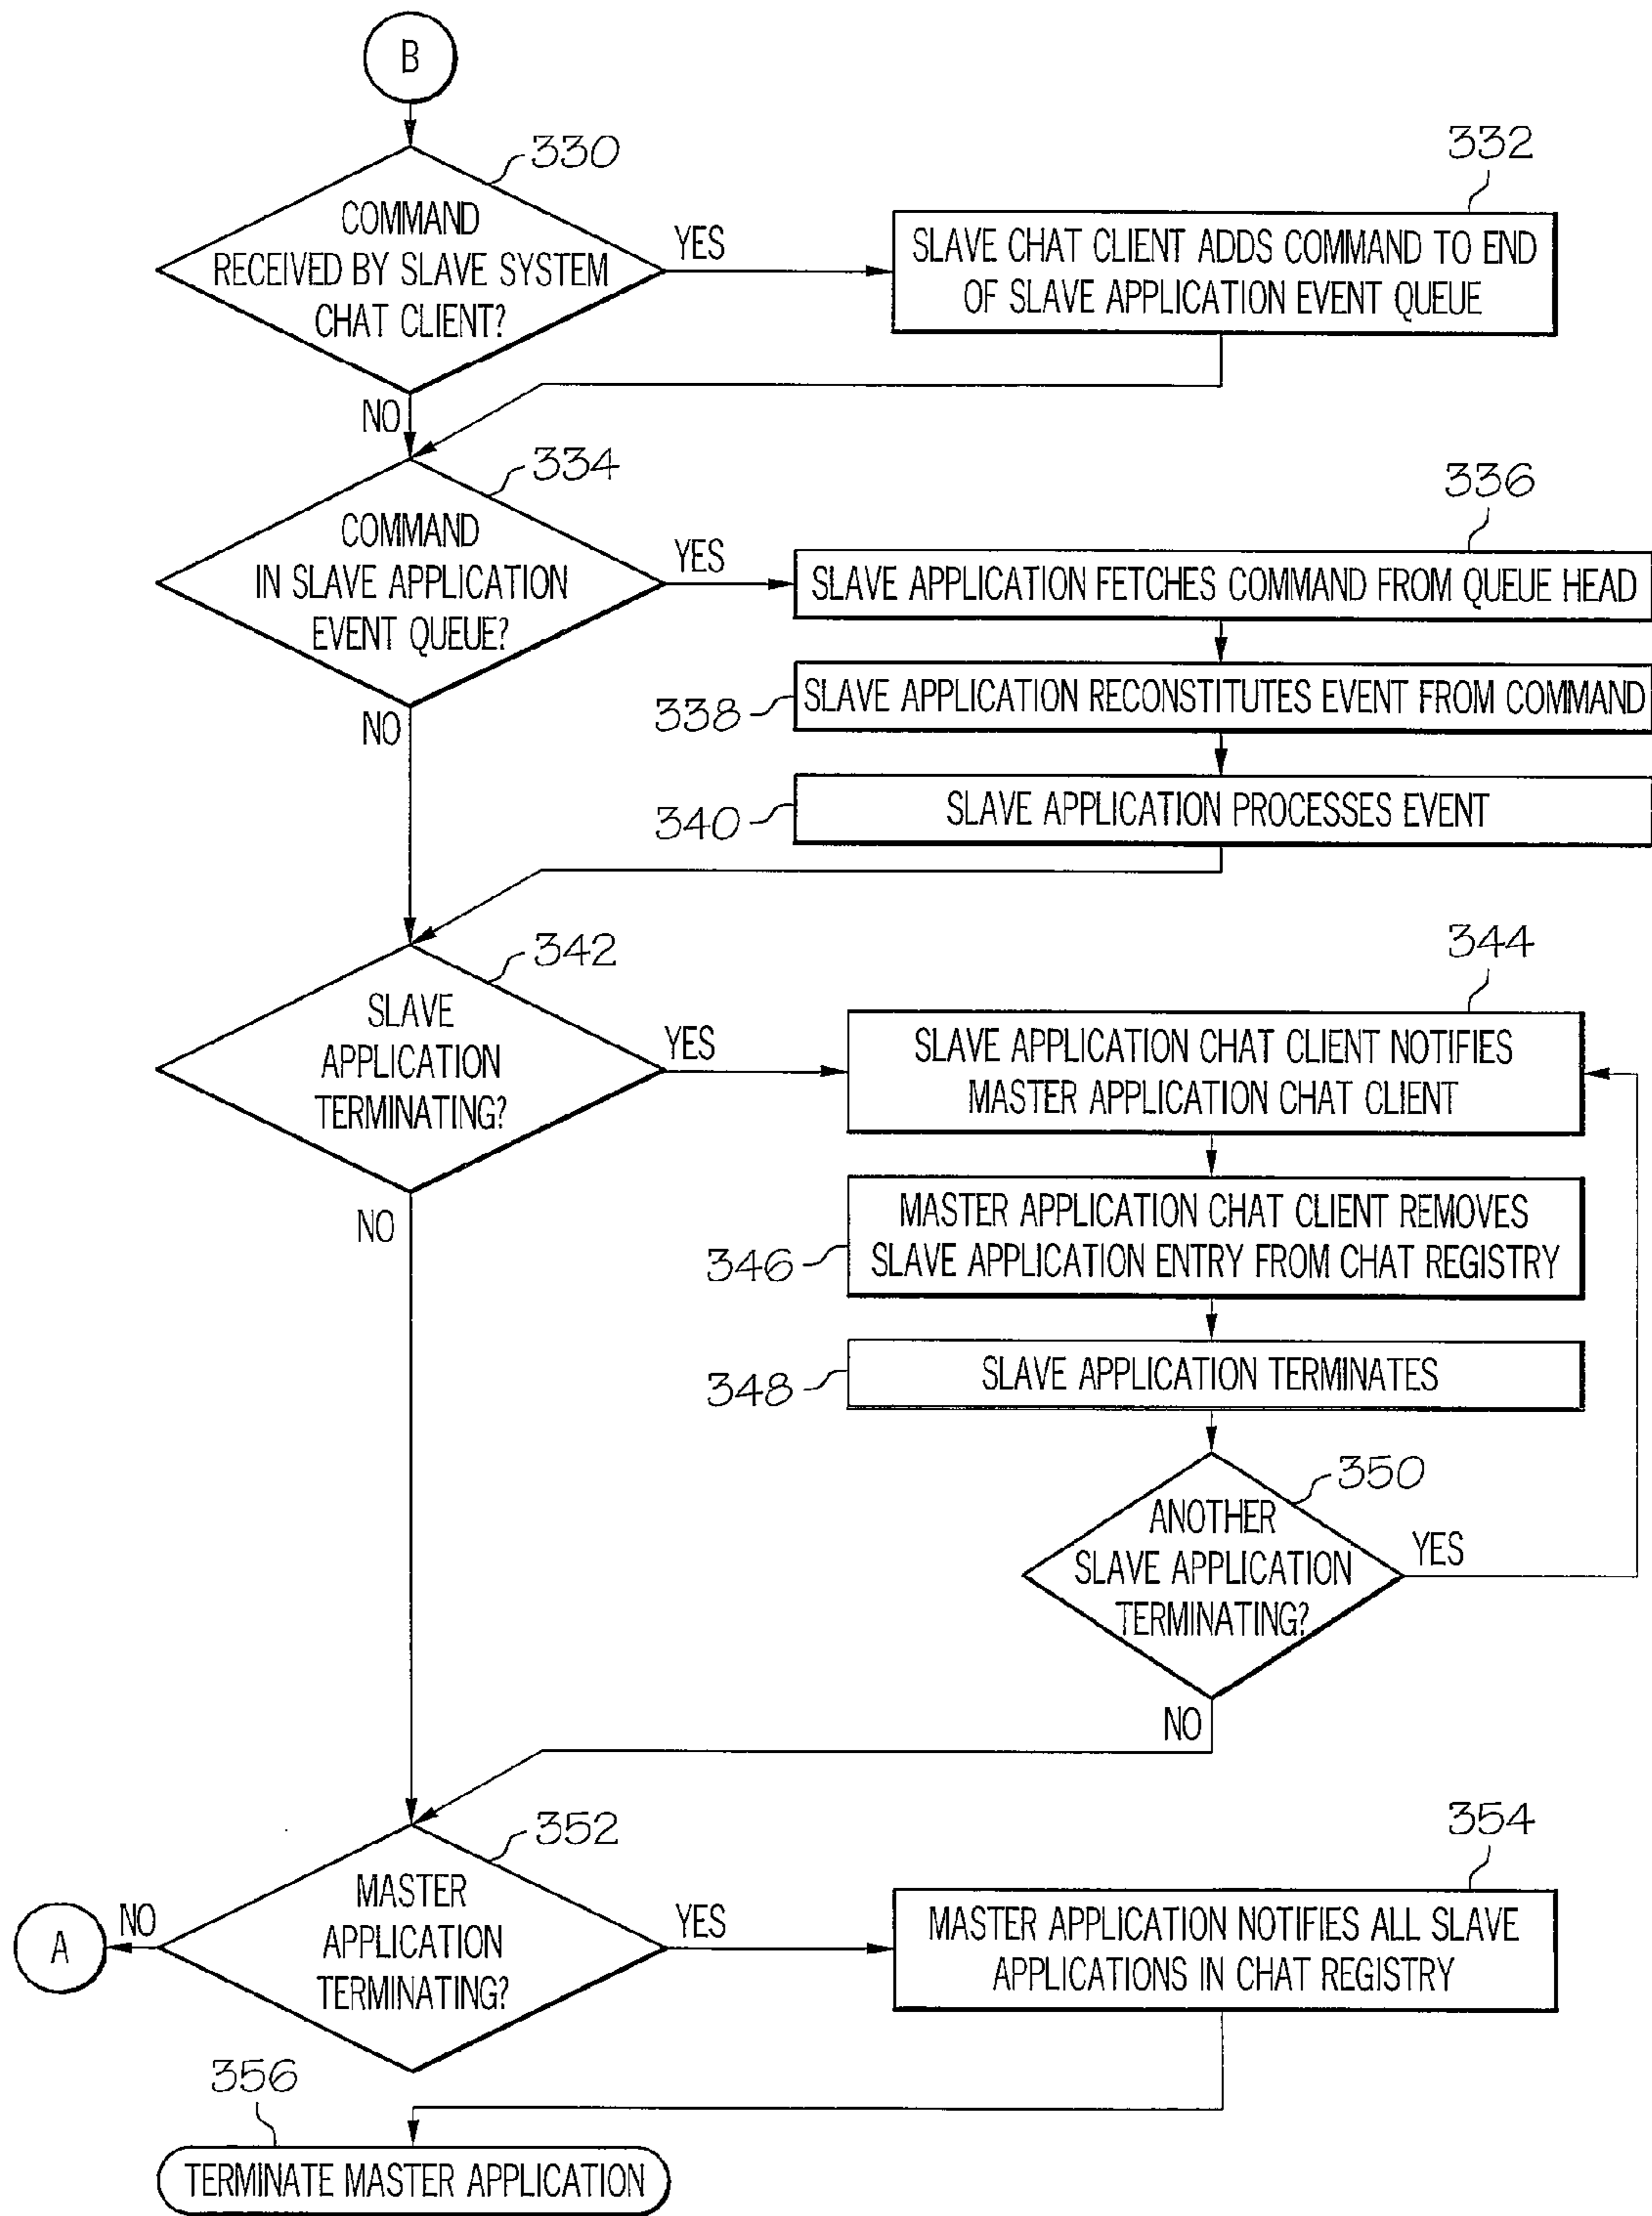 B
330
COMMAND
RECEIVED BY SLAVE SYSTEM
CHAT CLIENT?
YES
NO
332
SLAVE CHAT CLIENT ADDS COMMAND TO END
OF SLAVE APPLICATION EVENT QUEUE
334
COMMAND
IN SLAVE APPLICATION
EVENT QUEUE?
YES
NO
336
SLAVE APPLICATION FETCHES COMMAND FROM QUEUE HEAD
338
SLAVE APPLICATION RECONSTITUTES EVENT FROM COMMAND
340
SLAVE APPLICATION PROCESSES EVENT
342
SLAVE
APPLICATION
TERMINATING?
YES
NO
344
SLAVE APPLICATION CHAT CLIENT NOTIFIES
MASTER APPLICATION CHAT CLIENT
346
MASTER APPLICATION CHAT CLIENT REMOVES
SLAVE APPLICATION ENTRY FROM CHAT REGISTRY
348
SLAVE APPLICATION TERMINATES
350
ANOTHER
SLAVE APPLICATION
TERMINATING?
YES
NO
352
MASTER
APPLICATION
TERMINATING?
NO
A
YES
354
MASTER APPLICATION NOTIFIES ALL SLAVE
APPLICATIONS IN CHAT REGISTRY
356
TERMINATE MASTER APPLICATION